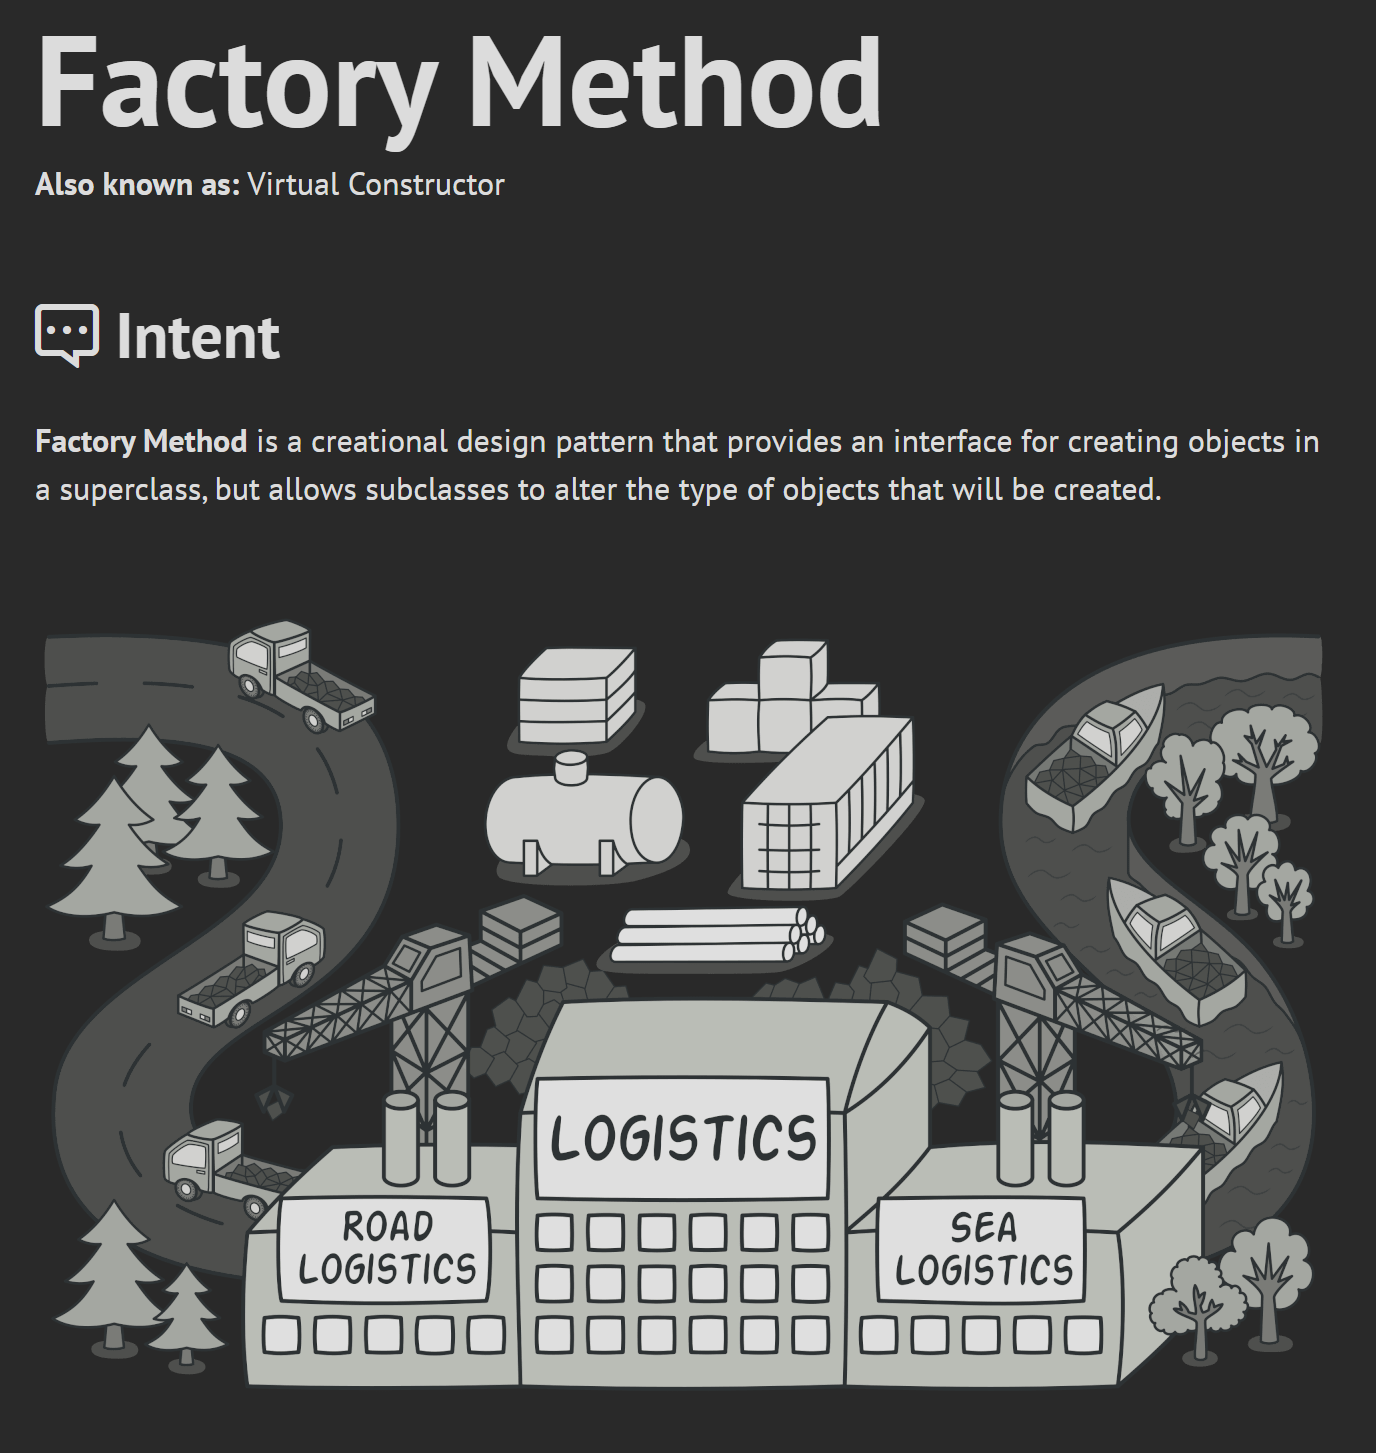 Factory Method
Also known as: Virtual Constructor
Intent
Factory Method is a creational design pattern that provides an interface for creating objects in
a superclass, but allows subclasses to alter the type of objects that will be created.
LOGISTICS
ROAD
LOGISTICS
SEA
LOGISTICS